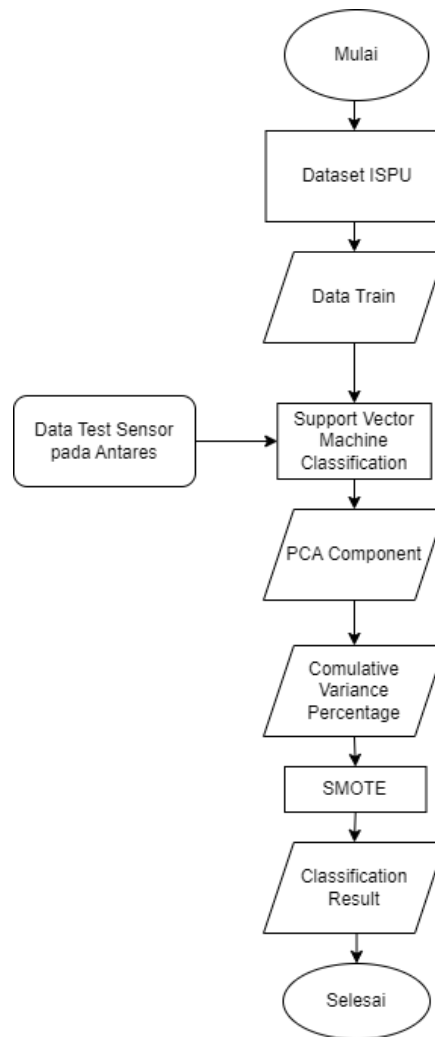 Mulai
Dataset ISPU
Data Train
Data Test Sensor
pada Antares
Support Vector
Machine
Classification
PCA Component
Comulative
Variance
Percentage
SMOTE
Classification
Result
Selesai